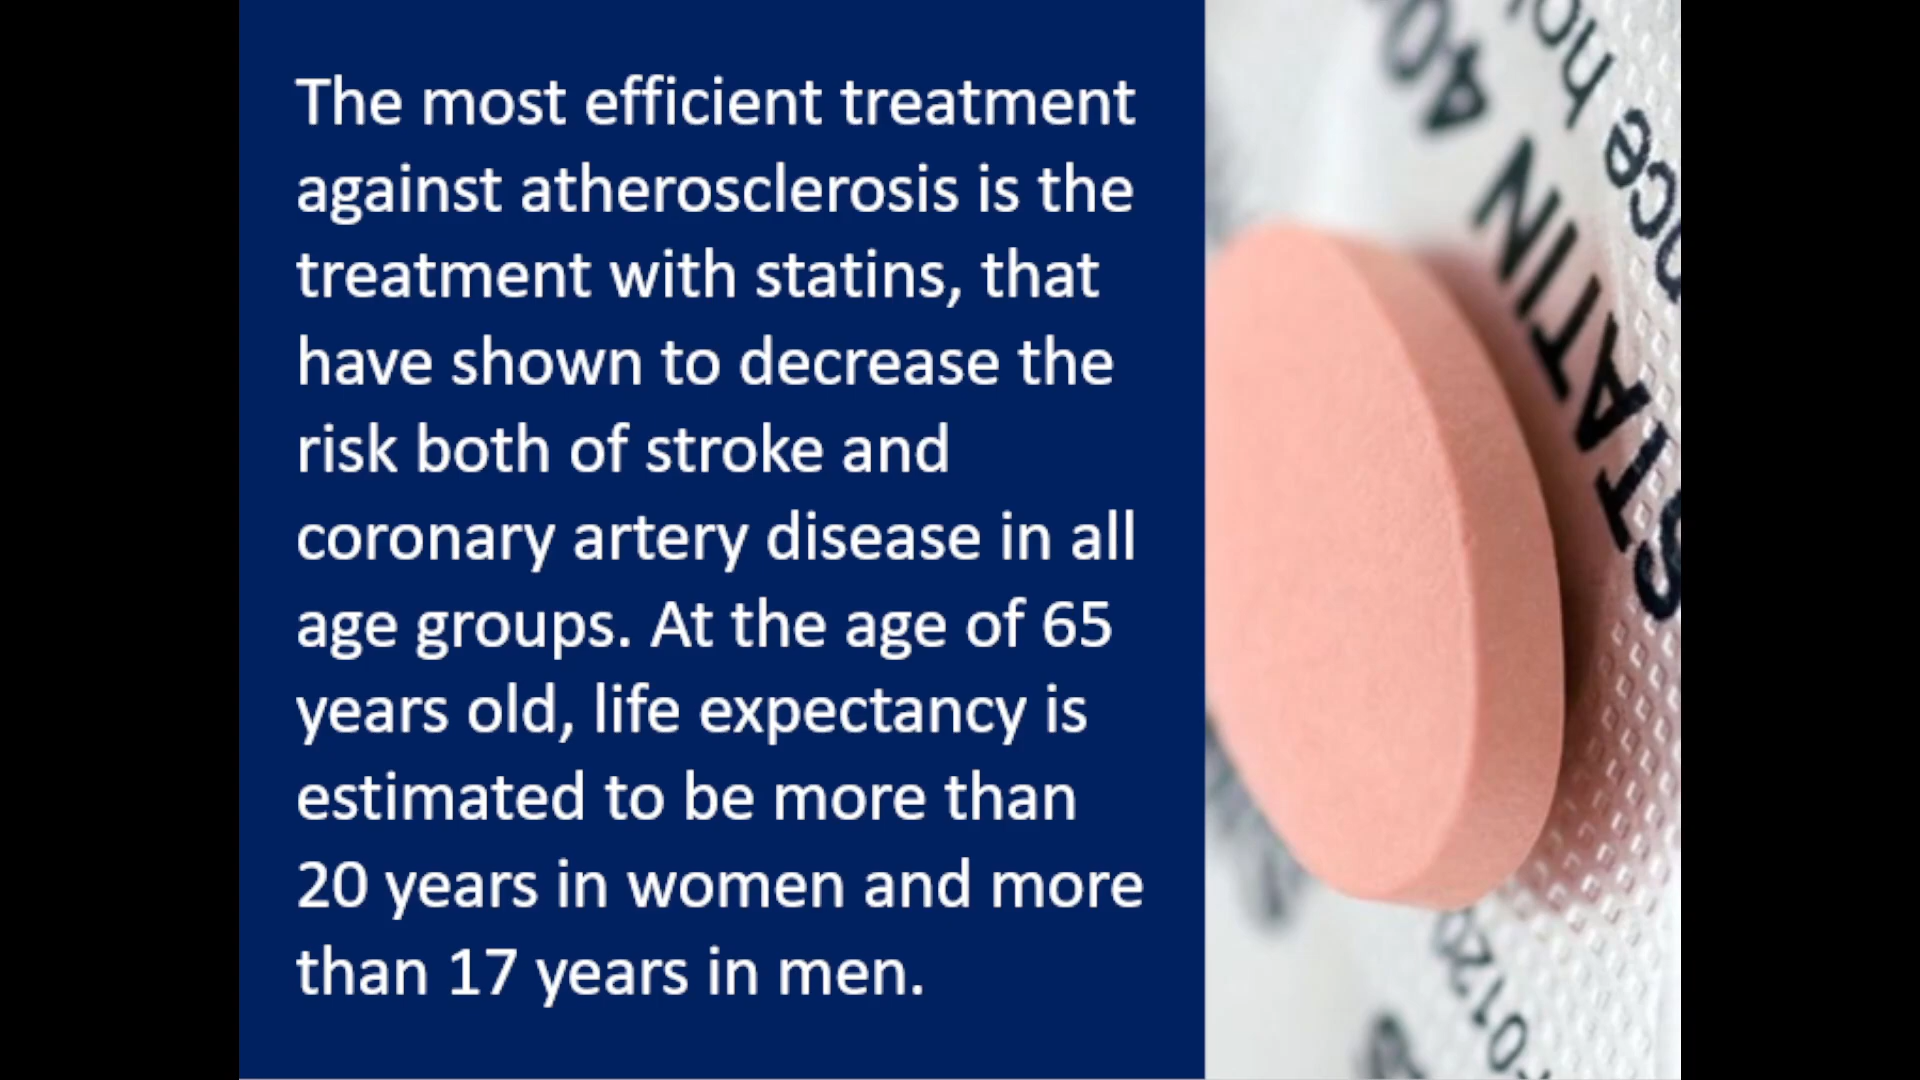 The most efficient treatment
against atherosclerosis is the
treatment with statins, that
have shown to decrease the
risk both of stroke and
coronary artery disease in all
age groups. At the age of 65
years old, life expectancy is
estimated to be more than
20 years in women and more
than 17 years in men.
STATIN 40